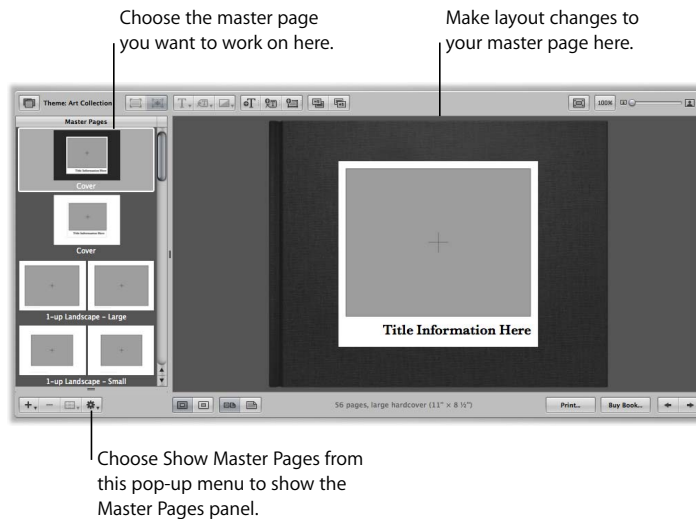 Choose the master page
you want to work on here.
Make layout changes to
your master page here.
Theme: Art Collection
100%
Master Pages
Title Information Here
Cover
Title Information Here
Cover
1-up Landscape – Large
1-up Landscape – Small
Title Information Here
56 pages, large hardcover (11" × 8 ½")
Print...
Buy Book...
Choose Show Master Pages from
this pop-up menu to show the
Master Pages panel.